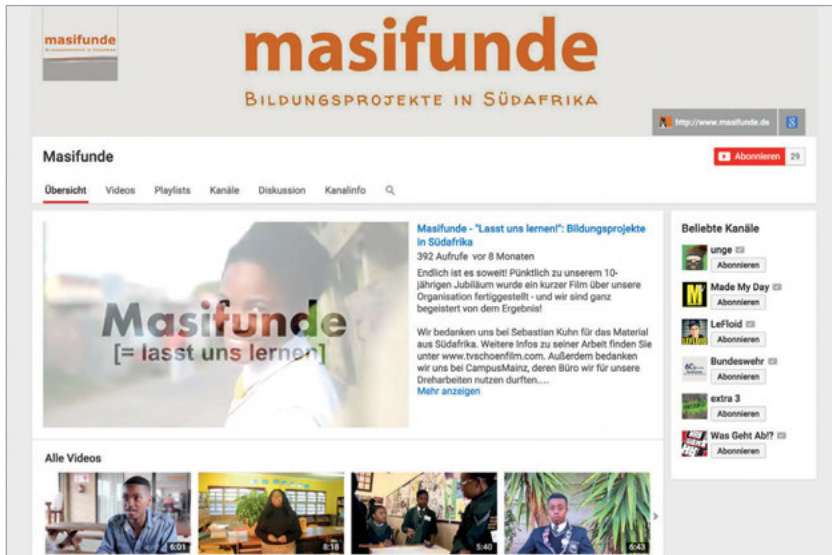 masifunde
BILDUNGSPROJEKTE IN SÜDAFRIKA
masifunde
BILDUNGSPROJEKTE IN SÜDAFRIKA
http://www.masifunde.de
8
Masifunde
Abonnieren 29
Übersicht Videos Playlists Kanäle Diskussion Kanalinfo
Masifunde
[= lasst uns lernen]
Masifunde - "Lasst uns lernen!": Bildungsprojekte
in Südafrika
392 Aufrufe vor 8 Monaten
Endlich ist es soweit! Pünktlich zu unserem 10-
jährigen Jubiläum wurde ein kurzer Film über unsere
Organisation fertiggestellt - und wir sind ganz
begeistert von dem Ergebnis!
Wir bedanken uns bei Sebastian Kuhn für das Material
aus Südafrika. Weitere Infos zu seiner Arbeit finden Sie
unter www.tvschoenfilm.com. Außerdem bedanken
wir uns bei CampusMainz, deren Büro wir für unsere
Dreharbeiten nutzen durften....
Mehr anzeigen
Beliebte Kanäle
unge
Abonnieren
Made My Day
Abonnieren
LeFloid
Abonnieren
Bundeswehr
Abonnieren
extra 3
Abonnieren
Was Geht Ab!?
Abonnieren
Alle Videos
6:01
8:18
5:40
6:43